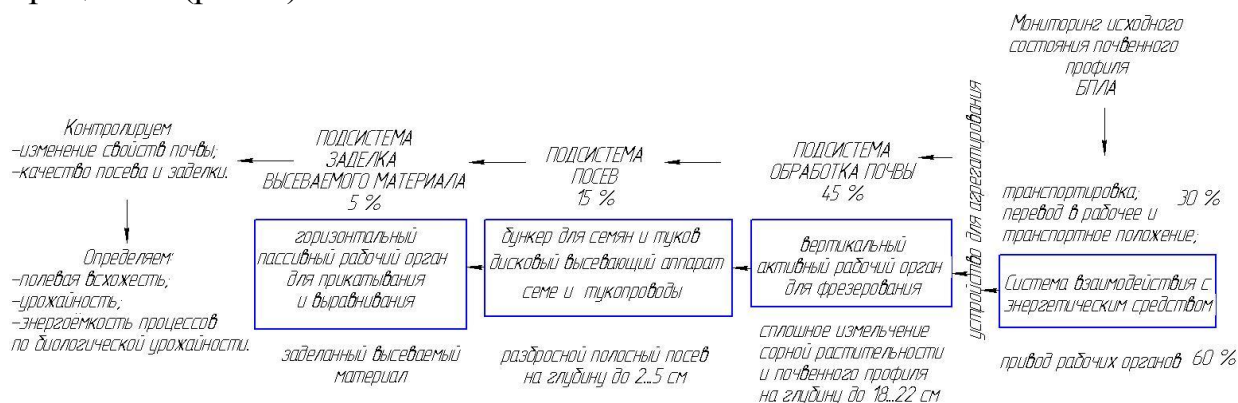 Мониторинг исходного
состояния почвенного
профиля
БПЛА
Контролируем
-изменение свойств почвы;
-качество посева и заделки.
ПОДСИСТЕМА
ЗАДЕЛКА
ВЫСЕВАЕМОГО МАТЕРИАЛА
5 %
ПОДСИСТЕМА
ПОСЕВ
15 %
ПОДСИСТЕМА
ОБРАБОТКА ПОЧВЫ
45 %
устройство для агрегатирования
транспортировка;
перевод в рабочее и
транспортное положение;
30 %
Определяем:
-полевая всхожесть;
-урожайность;
-энергоёмкость процессов
по биологической урожайности.
горизонтальный
пассивный рабочий орган
для прикатывания
и выравнивания
бункер для семян и туков
дисковый высевающий аппарат
семе и тукопроводы
вертикальный
активный рабочий орган
для фрезерования
Система взаимодействия с
энергетическим средством
заделанный высеваемый
материал
разбросной полосный посев
на глубину до 2...5 см
сплошное измельчение
сорной растительности
и почвенного профиля
на глубину до 18...22 см
привод рабочих органов 60 %